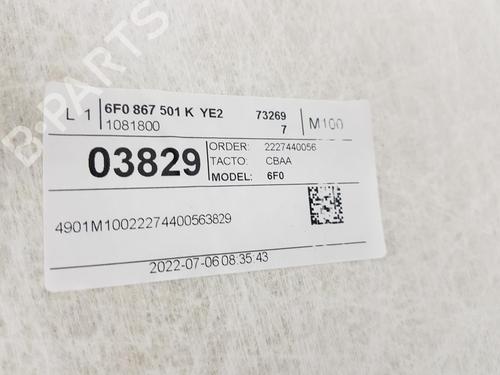 B-PARTS
L 1 6F0 867 501 K YE2 73269 M100
1081800 7
03829 ORDER: 2227440056
TACTO: CBAA
MODEL: 6F0
4901M10022274400563829
2022-07-06 08:35:43